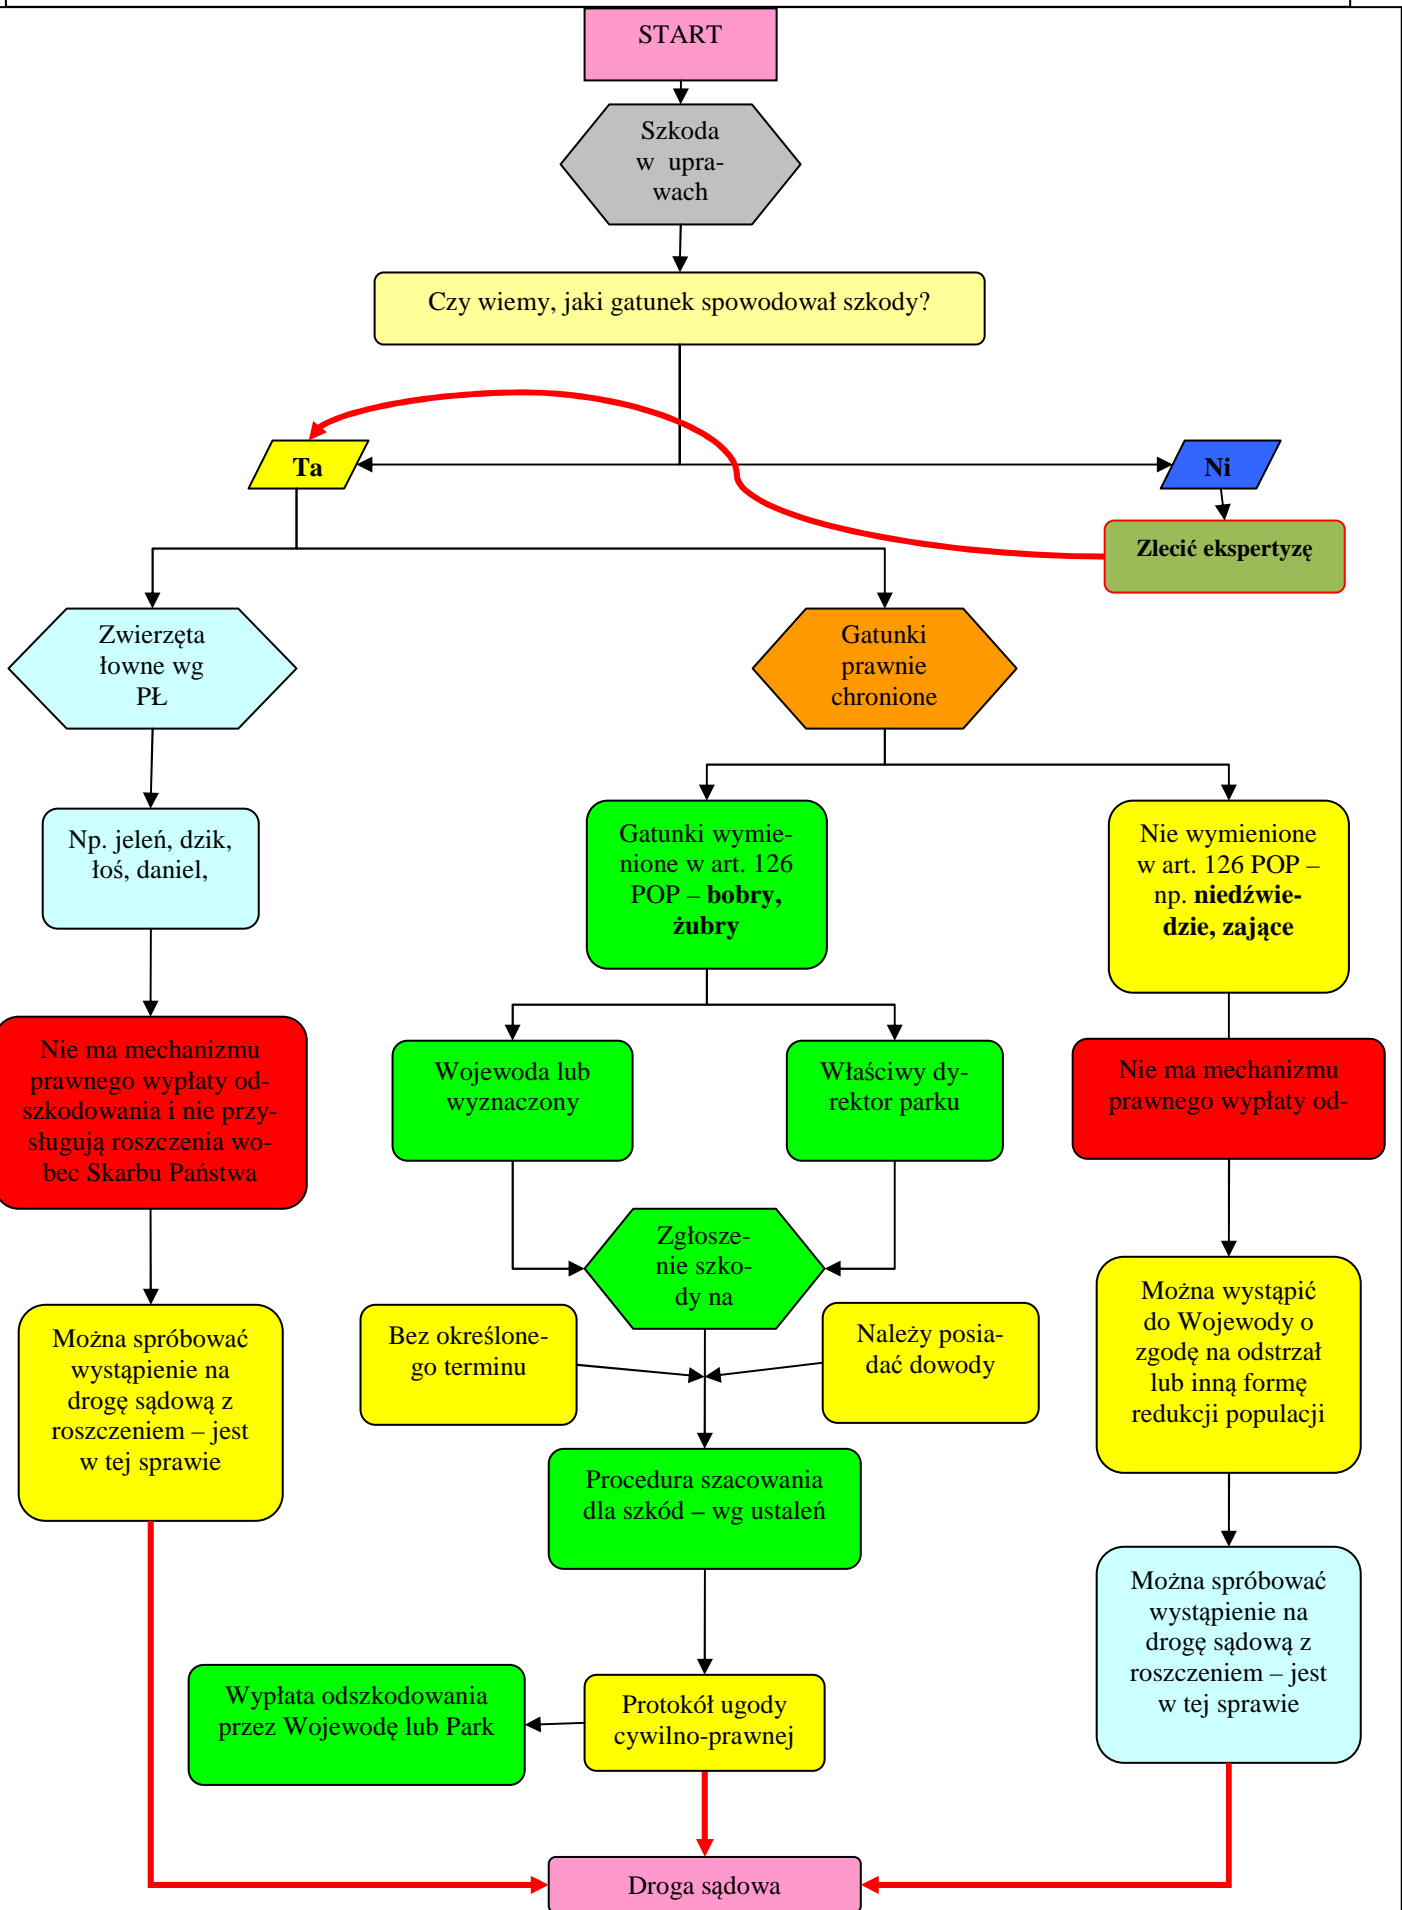 START
Szkoda
w upra-
wach
Czy wiemy, jaki gatunek spowodował szkody?
Ta
Ni
Zlecić ekspertyzę
Zwierzęta
łowne wg
PŁ
Gatunki
prawnie
chronione
Np. jeleń, dzik,
łoś, daniel,
Gatunki wymie-
nione w art. 126
POP – bobry,
żubry
Nie wymienione
w art. 126 POP –
np. niedźwie-
dzie, zające
Nie ma mechanizmu
prawnego wypłaty od-
szkodowania i nie przy-
sługują roszczenia wo-
bec Skarbu Państwa
Wojewoda lub
wyznaczony
Właściwy dy-
rektor parku
Nie ma mechanizmu
prawnego wypłaty od-
Zgłosze-
nie szko-
dy na
Można spróbować
wystąpienie na
drogę sądową z
roszczeniem – jest
w tej sprawie
Bez określone-
go terminu
Należy posia-
dać dowody
Można wystąpić
do Wojewody o
zgodę na odstrzał
lub inną formę
redukcji populacji
Procedura szacowania
dla szkód – wg ustaleń
Można spróbować
wystąpienie na
drogę sądową z
roszczeniem – jest
w tej sprawie
Wypłata odszkodowania
przez Wojewodę lub Park
Protokół ugody
cywilno-prawnej
Droga sądowa